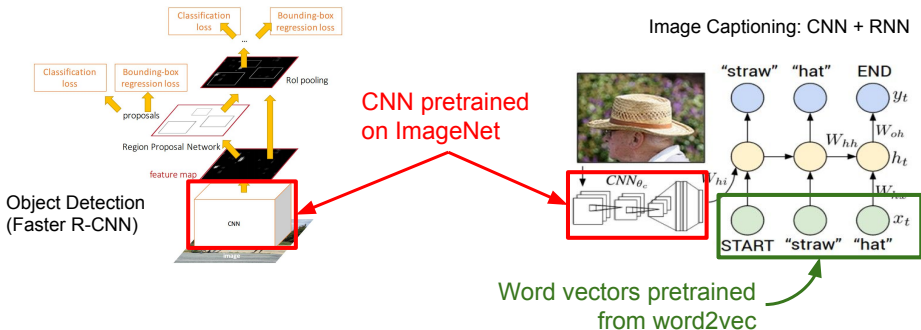 Classification
loss
Bounding-box
regression loss
...
Classification
loss
Bounding-box
regression loss
RoI pooling
proposals
Region Proposal Network
feature map
CNN
image
Object Detection
(Faster R-CNN)
CNN pretrained
on ImageNet
Image Captioning: CNN + RNN
"straw" "hat" END
y_t
W_oh
W_hh
h_t
CNN_θc
W_hi
W_hx
x_t
START "straw" "hat"
Word vectors pretrained
from word2vec